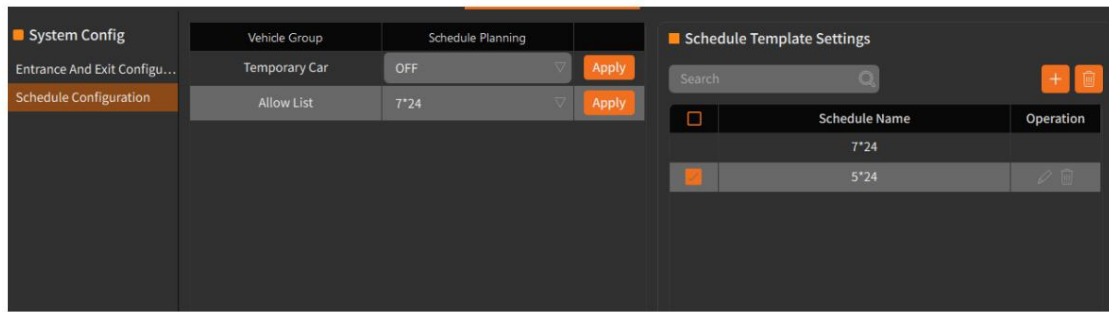 System Config
Entrance And Exit Configu...
Schedule Configuration
Vehicle Group Schedule Planning
Temporary Car OFF Apply
Allow List 7*24 Apply
Schedule Template Settings
Search
+
Schedule Name Operation
7*24
5*24